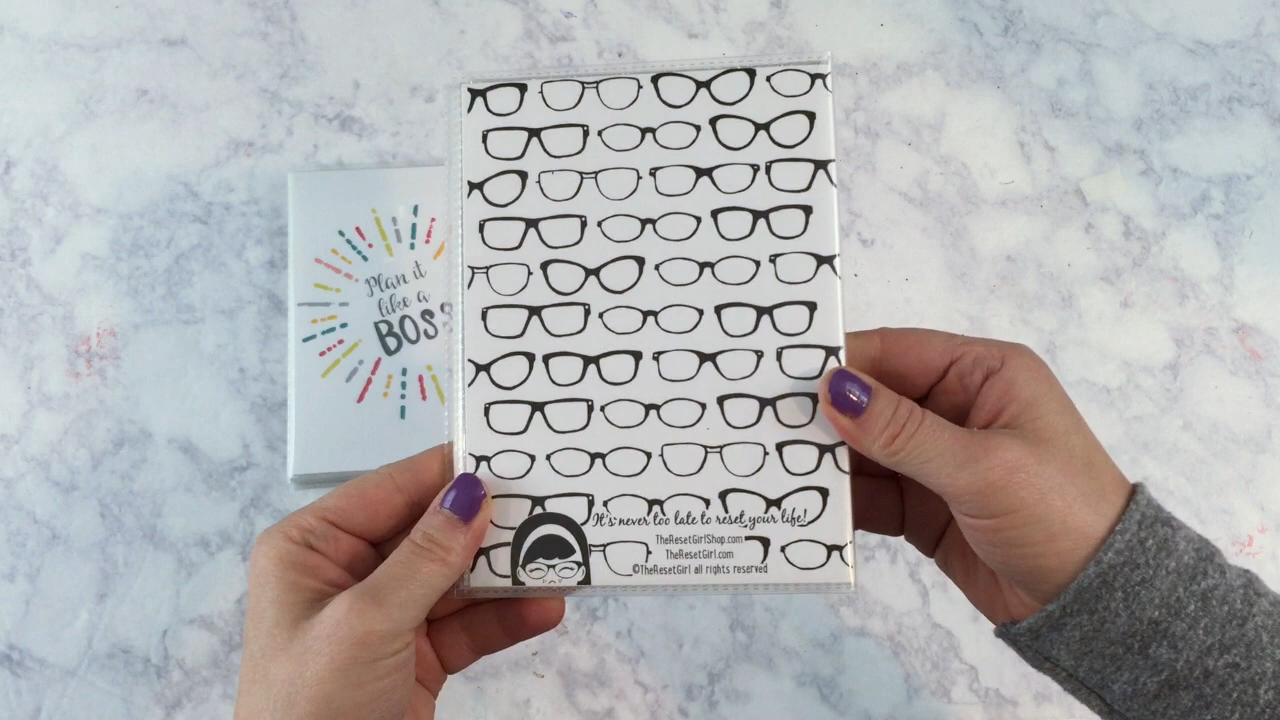 Plan it
like a
BOSS
It's never too late to reset your life!
TheResetGirlShop.com
TheResetGirl.com
©TheResetGirl all rights reserved